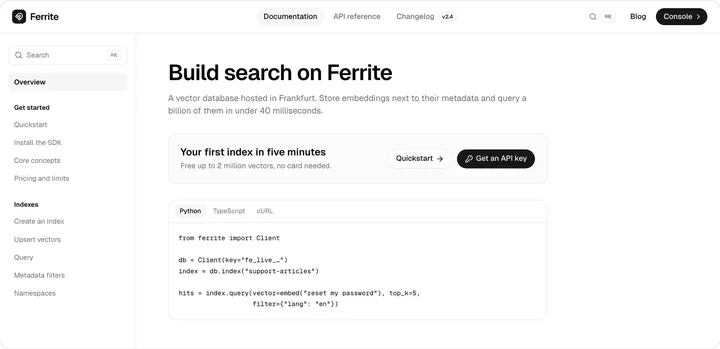 Ferrite
Documentation
API reference
Changelog v2.4
⌘K
Blog
Console
Search ⌘K
Overview
Get started
Quickstart
Install the SDK
Core concepts
Pricing and limits
Indexes
Create an index
Upsert vectors
Query
Metadata filters
Namespaces
Build search on Ferrite
A vector database hosted in Frankfurt. Store embeddings next to their metadata and query a
billion of them in under 40 milliseconds.
Your first index in five minutes
Free up to 2 million vectors, no card needed.
Quickstart →
Get an API key
Python TypeScript cURL
from ferrite import Client
db = Client(key="fe_live_…")
index = db.index("support-articles")
hits = index.query(vector=embed("reset my password"), top_k=5,
filter={"lang": "en"})